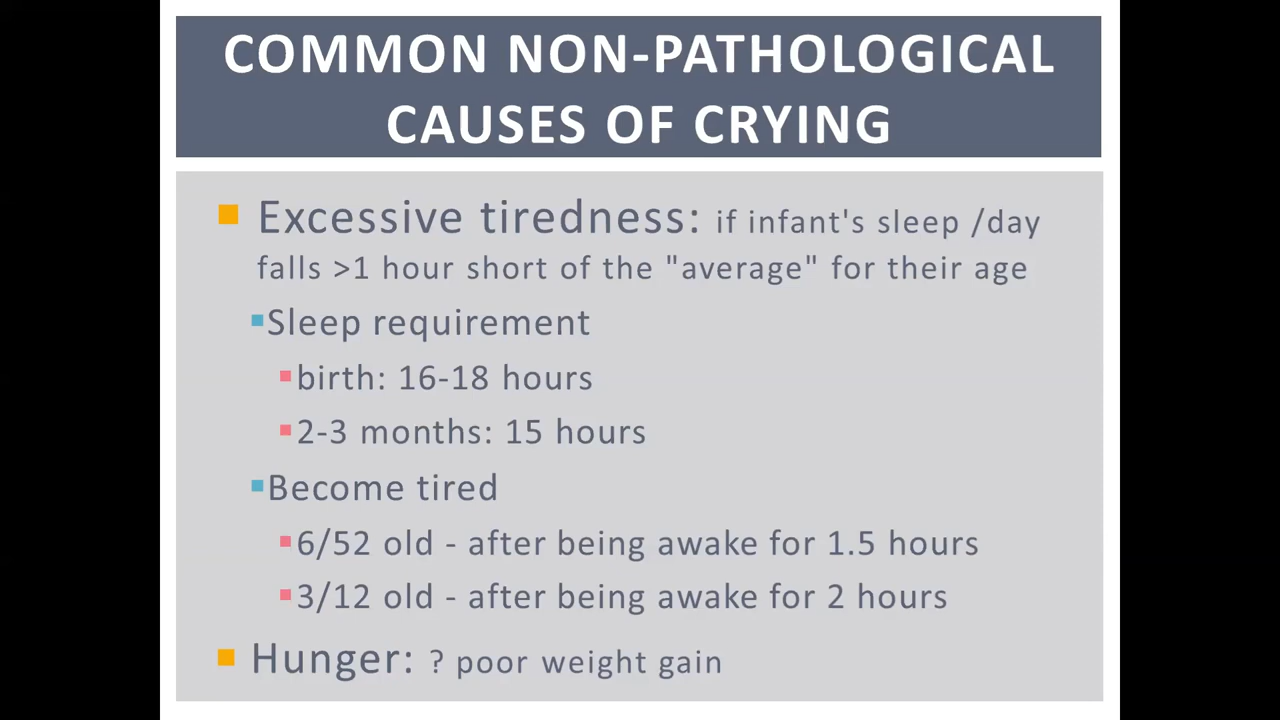 COMMON NON-PATHOLOGICAL
CAUSES OF CRYING
Excessive tiredness: if infant's sleep /day
falls >1 hour short of the "average" for their age
Sleep requirement
birth: 16-18 hours
2-3 months: 15 hours
Become tired
6/52 old - after being awake for 1.5 hours
3/12 old - after being awake for 2 hours
Hunger: ? poor weight gain